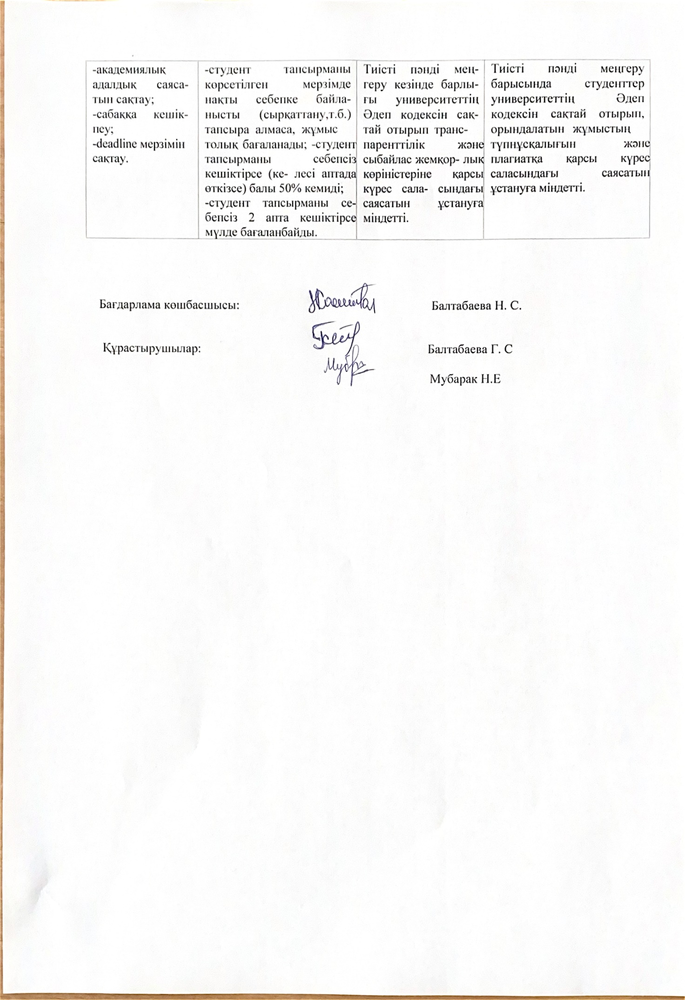 -академиялық
адалдық саяса-
тын сақтау;
-сабаққа кешік-
пеу;
-deadline мерзімін
сақтау.
-студент тапсырманы
көрсетілген мерзімде
нақты себепке байла-
нысты (сырқаттану,т.б.)
тапсыра алмаса, жұмыс
толық бағаланады; -студент
тапсырманы себепсіз
кешіктірсе (ке- лесі аптада
өткізсе) балы 50% кемиді;
-студент тапсырманы се-
бепсіз 2 апта кешіктірсе
мүлде бағаланбайды.
Тиісті пәнді мең-
геру кезінде барлы-
ғы университеттің
Әдеп кодексін сақ-
тай отырып транс-
паренттілік және
сыбайлас жемқор- лық
көріністеріне қарсы
күрес сала- сындағы
саясатын ұстануға
міндетті.
Тиісті пәнді меңгеру
барысында студенттер
университеттің Әдеп
кодексін сақтай отырып,
орындалатын жұмыстың
түпнұсқалығын және
плагиатқа қарсы күрес
саласындағы саясатын
ұстануға міндетті.
Бағдарлама көшбасшысы: Балтабаева Н. С.
Құрастырушылар: Балтабаева Г. С
Мубарак Н.Е